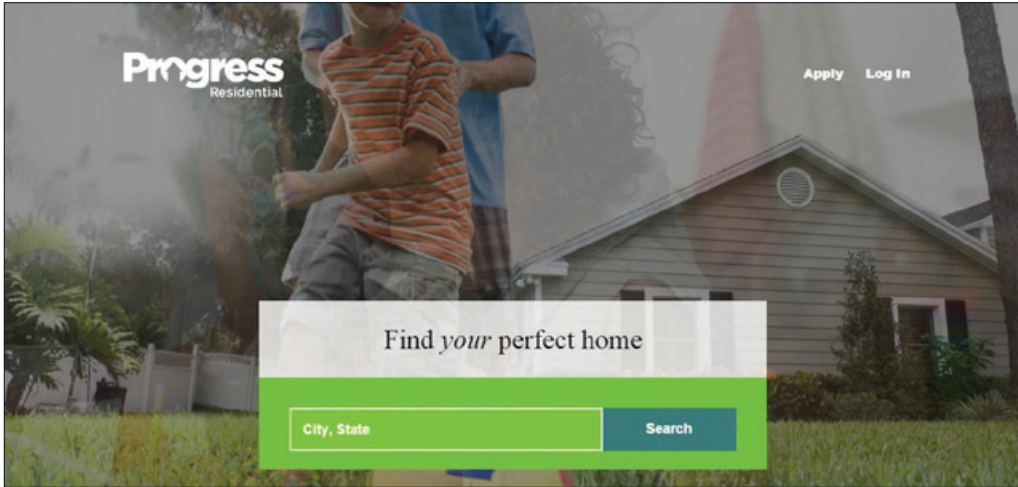 Progress
Residential
Apply Log In
Find your perfect home
City, State Search